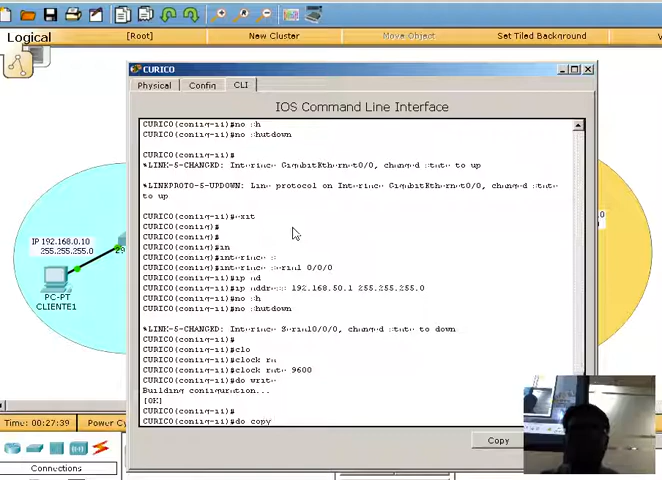 Logical
[Root]
New Cluster
Move Object
Set Tiled Background
CURICO
Physical
Config
CLI
IOS Command Line Interface
CURICO(config-if)#no sh
CURICO(config-if)#no shutdown
CURICO(config-if)#
%LINK-5-CHANGED: Interface GigabitEthernet0/0, changed state to up
%LINEPROTO-5-UPDOWN: Line protocol on Interface GigabitEthernet0/0, changed state
to up
CURICO(config-if)#exit
CURICO(config)#
CURICO(config)#
CURICO(config)#in
CURICO(config)#interface s
CURICO(config)#interface serial 0/0/0
CURICO(config-if)#ip ad
CURICO(config-if)#ip address 192.168.50.1 255.255.255.0
CURICO(config-if)#no sh
CURICO(config-if)#no shutdown
%LINK-5-CHANGED: Interface Serial0/0/0, changed state to down
CURICO(config-if)#
CURICO(config-if)#clo
CURICO(config-if)#clock ra
CURICO(config-if)#clock rate 9600
CURICO(config-if)#do write
Building configuration...
[OK]
CURICO(config-if)#
CURICO(config-if)#do copy
Copy
IP 192.168.0.10
255.255.255.0
PC-PT
CLIENTE1
Time: 00:27:39
Power Cy
Connections